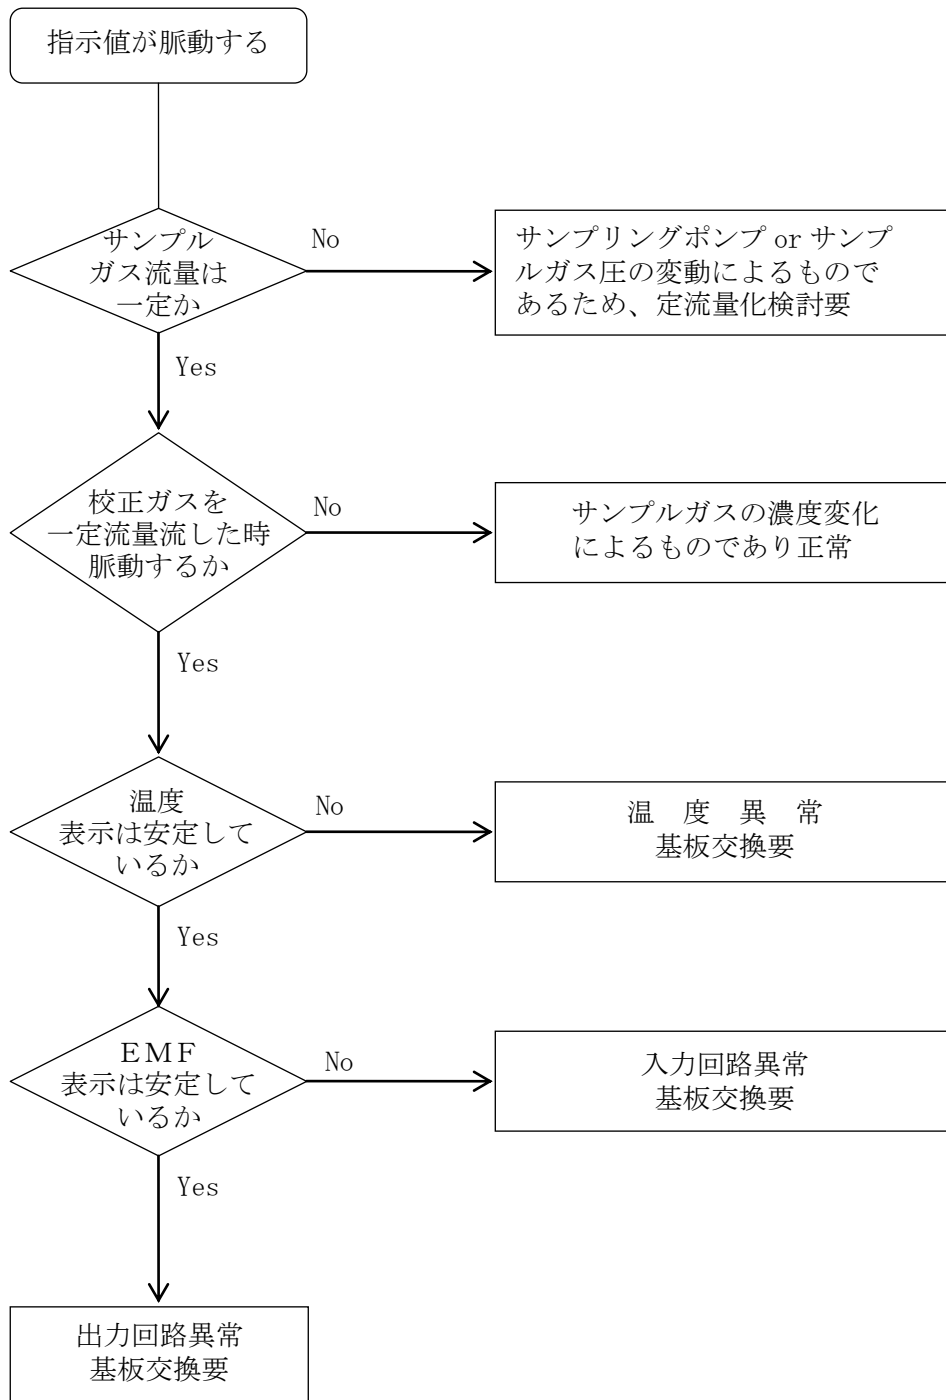 指示値が脈動する
サンプル
ガス流量は
一定か
No
サンプリングポンプ or サンプ
ルガス圧の変動によるもので
あるため、定流量化検討要
Yes
校正ガスを
一定流量流した時
脈動するか
No
サンプルガスの濃度変化
によるものであり正常
Yes
温度
表示は安定して
いるか
No
温 度 異 常
基板交換要
Yes
ＥＭＦ
表示は安定して
いるか
No
入力回路異常
基板交換要
Yes
出力回路異常
基板交換要